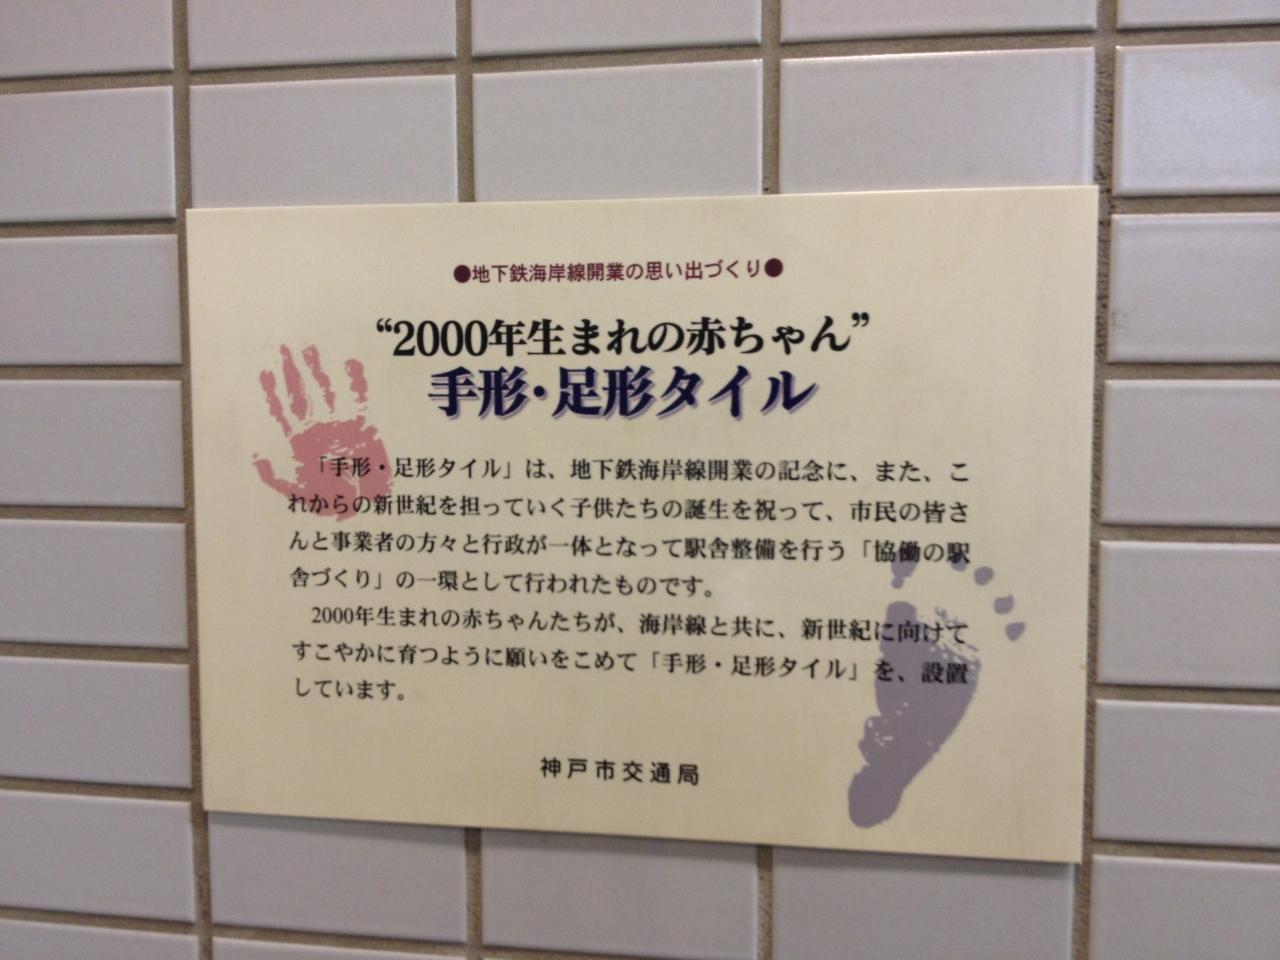 ●地下鉄海岸線開業の思い出づくり●
“2000年生まれの赤ちゃん”
手形・足形タイル
「手形・足形タイル」は、地下鉄海岸線開業の記念に、また、こ
れからの新世紀を担っていく子供たちの誕生を祝って、市民の皆さ
んと事業者の方々と行政が一体となって駅舎整備を行う「協働の駅
舎づくり」の一環として行われたものです。
2000年生まれの赤ちゃんたちが、海岸線と共に、新世紀に向けて
すこやかに育つように願いをこめて「手形・足形タイル」を、設置
しています。
神戸市交通局